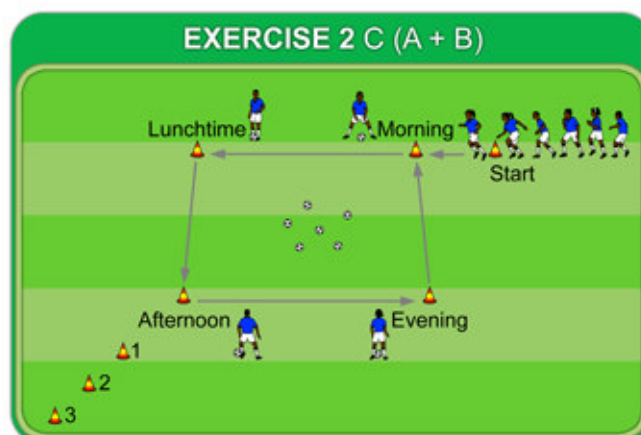 EXERCISE 2 C (A + B)
Lunchtime
Morning
Start
Afternoon
Evening
1
2
3